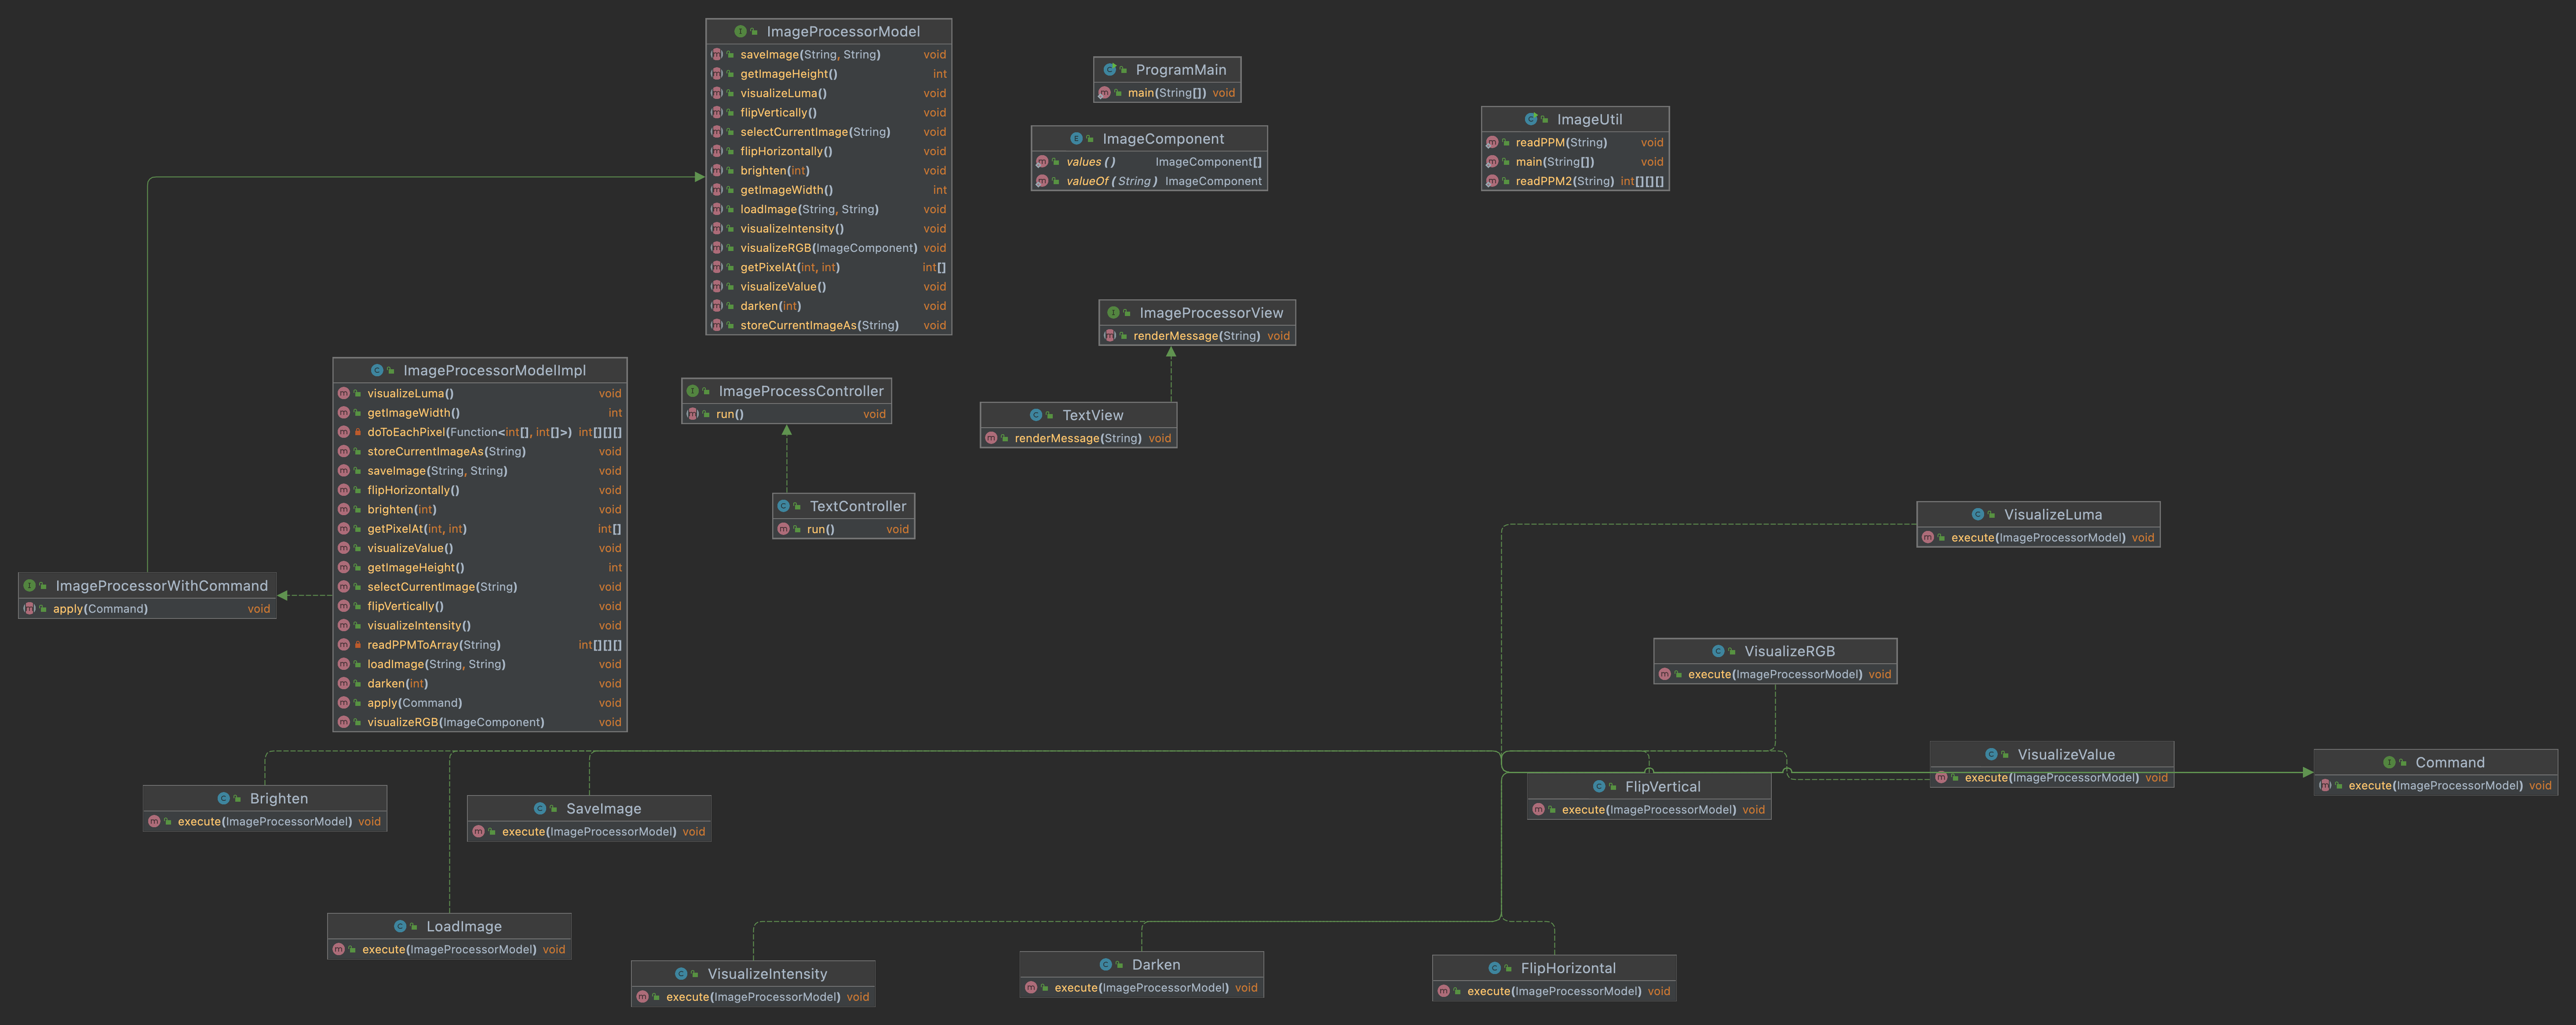 ImageProcessorModel
saveImage(String, String) void
getImageHeight() int
visualizeLuma() void
flipVertically() void
selectCurrentImage(String) void
flipHorizontally() void
brighten(int) void
getImageWidth() int
loadImage(String, String) void
visualizeIntensity() void
visualizeRGB(ImageComponent) void
getPixelAt(int, int) int[]
visualizeValue() void
darken(int) void
storeCurrentImageAs(String) void
ProgramMain
main(String[]) void
ImageComponent
values () ImageComponent[]
valueOf ( String ) ImageComponent
ImageUtil
readPPM(String) void
main(String[]) void
readPPM2(String) int[][][]
ImageProcessorView
renderMessage(String) void
ImageProcessorModelImpl
visualizeLuma() void
getImageWidth() int
doToEachPixel(Function<int[], int[]>) int[][][]
storeCurrentImageAs(String) void
saveImage(String, String) void
flipHorizontally() void
brighten(int) void
getPixelAt(int, int) int[]
visualizeValue() void
getImageHeight() int
selectCurrentImage(String) void
flipVertically() void
visualizeIntensity() void
readPPMToArray(String) int[][][]
loadImage(String, String) void
darken(int) void
apply(Command) void
visualizeRGB(ImageComponent) void
ImageProcessController
run() void
TextView
renderMessage(String) void
TextController
run() void
VisualizeLuma
execute(ImageProcessorModel) void
ImageProcessorWithCommand
apply(Command) void
VisualizeRGB
execute(ImageProcessorModel) void
VisualizeValue
execute(ImageProcessorModel) void
Command
execute(ImageProcessorModel) void
FlipVertical
execute(ImageProcessorModel) void
Brighten
execute(ImageProcessorModel) void
SaveImage
execute(ImageProcessorModel) void
LoadImage
execute(ImageProcessorModel) void
VisualizeIntensity
execute(ImageProcessorModel) void
Darken
execute(ImageProcessorModel) void
FlipHorizontal
execute(ImageProcessorModel) void